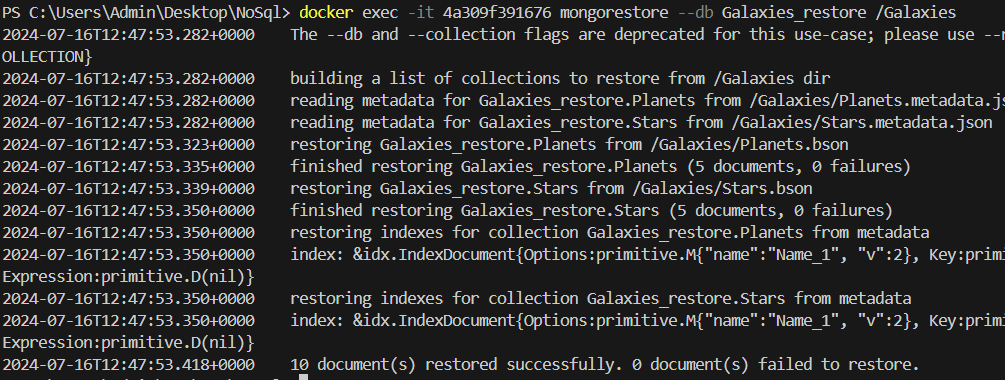 PS C:\Users\Admin\Desktop\NoSql> docker exec -it 4a309f391676 mongorestore --db Galaxies_restore /Galaxies
2024-07-16T12:47:53.282+0000 The --db and --collection flags are deprecated for this use-case; please use --n
OLLECTION}
2024-07-16T12:47:53.282+0000 building a list of collections to restore from /Galaxies dir
2024-07-16T12:47:53.282+0000 reading metadata for Galaxies_restore.Planets from /Galaxies/Planets.metadata.js
2024-07-16T12:47:53.282+0000 reading metadata for Galaxies_restore.Stars from /Galaxies/Stars.metadata.json
2024-07-16T12:47:53.323+0000 restoring Galaxies_restore.Planets from /Galaxies/Planets.bson
2024-07-16T12:47:53.335+0000 finished restoring Galaxies_restore.Planets (5 documents, 0 failures)
2024-07-16T12:47:53.339+0000 restoring Galaxies_restore.Stars from /Galaxies/Stars.bson
2024-07-16T12:47:53.350+0000 finished restoring Galaxies_restore.Stars (5 documents, 0 failures)
2024-07-16T12:47:53.350+0000 restoring indexes for collection Galaxies_restore.Planets from metadata
2024-07-16T12:47:53.350+0000 index: &idx.IndexDocument{Options:primitive.M{"name":"Name_1", "v":2}, Key:primi
Expression:primitive.D(nil)}
2024-07-16T12:47:53.350+0000 restoring indexes for collection Galaxies_restore.Stars from metadata
2024-07-16T12:47:53.350+0000 index: &idx.IndexDocument{Options:primitive.M{"name":"Name_1", "v":2}, Key:primi
Expression:primitive.D(nil)}
2024-07-16T12:47:53.418+0000 10 document(s) restored successfully. 0 document(s) failed to restore.